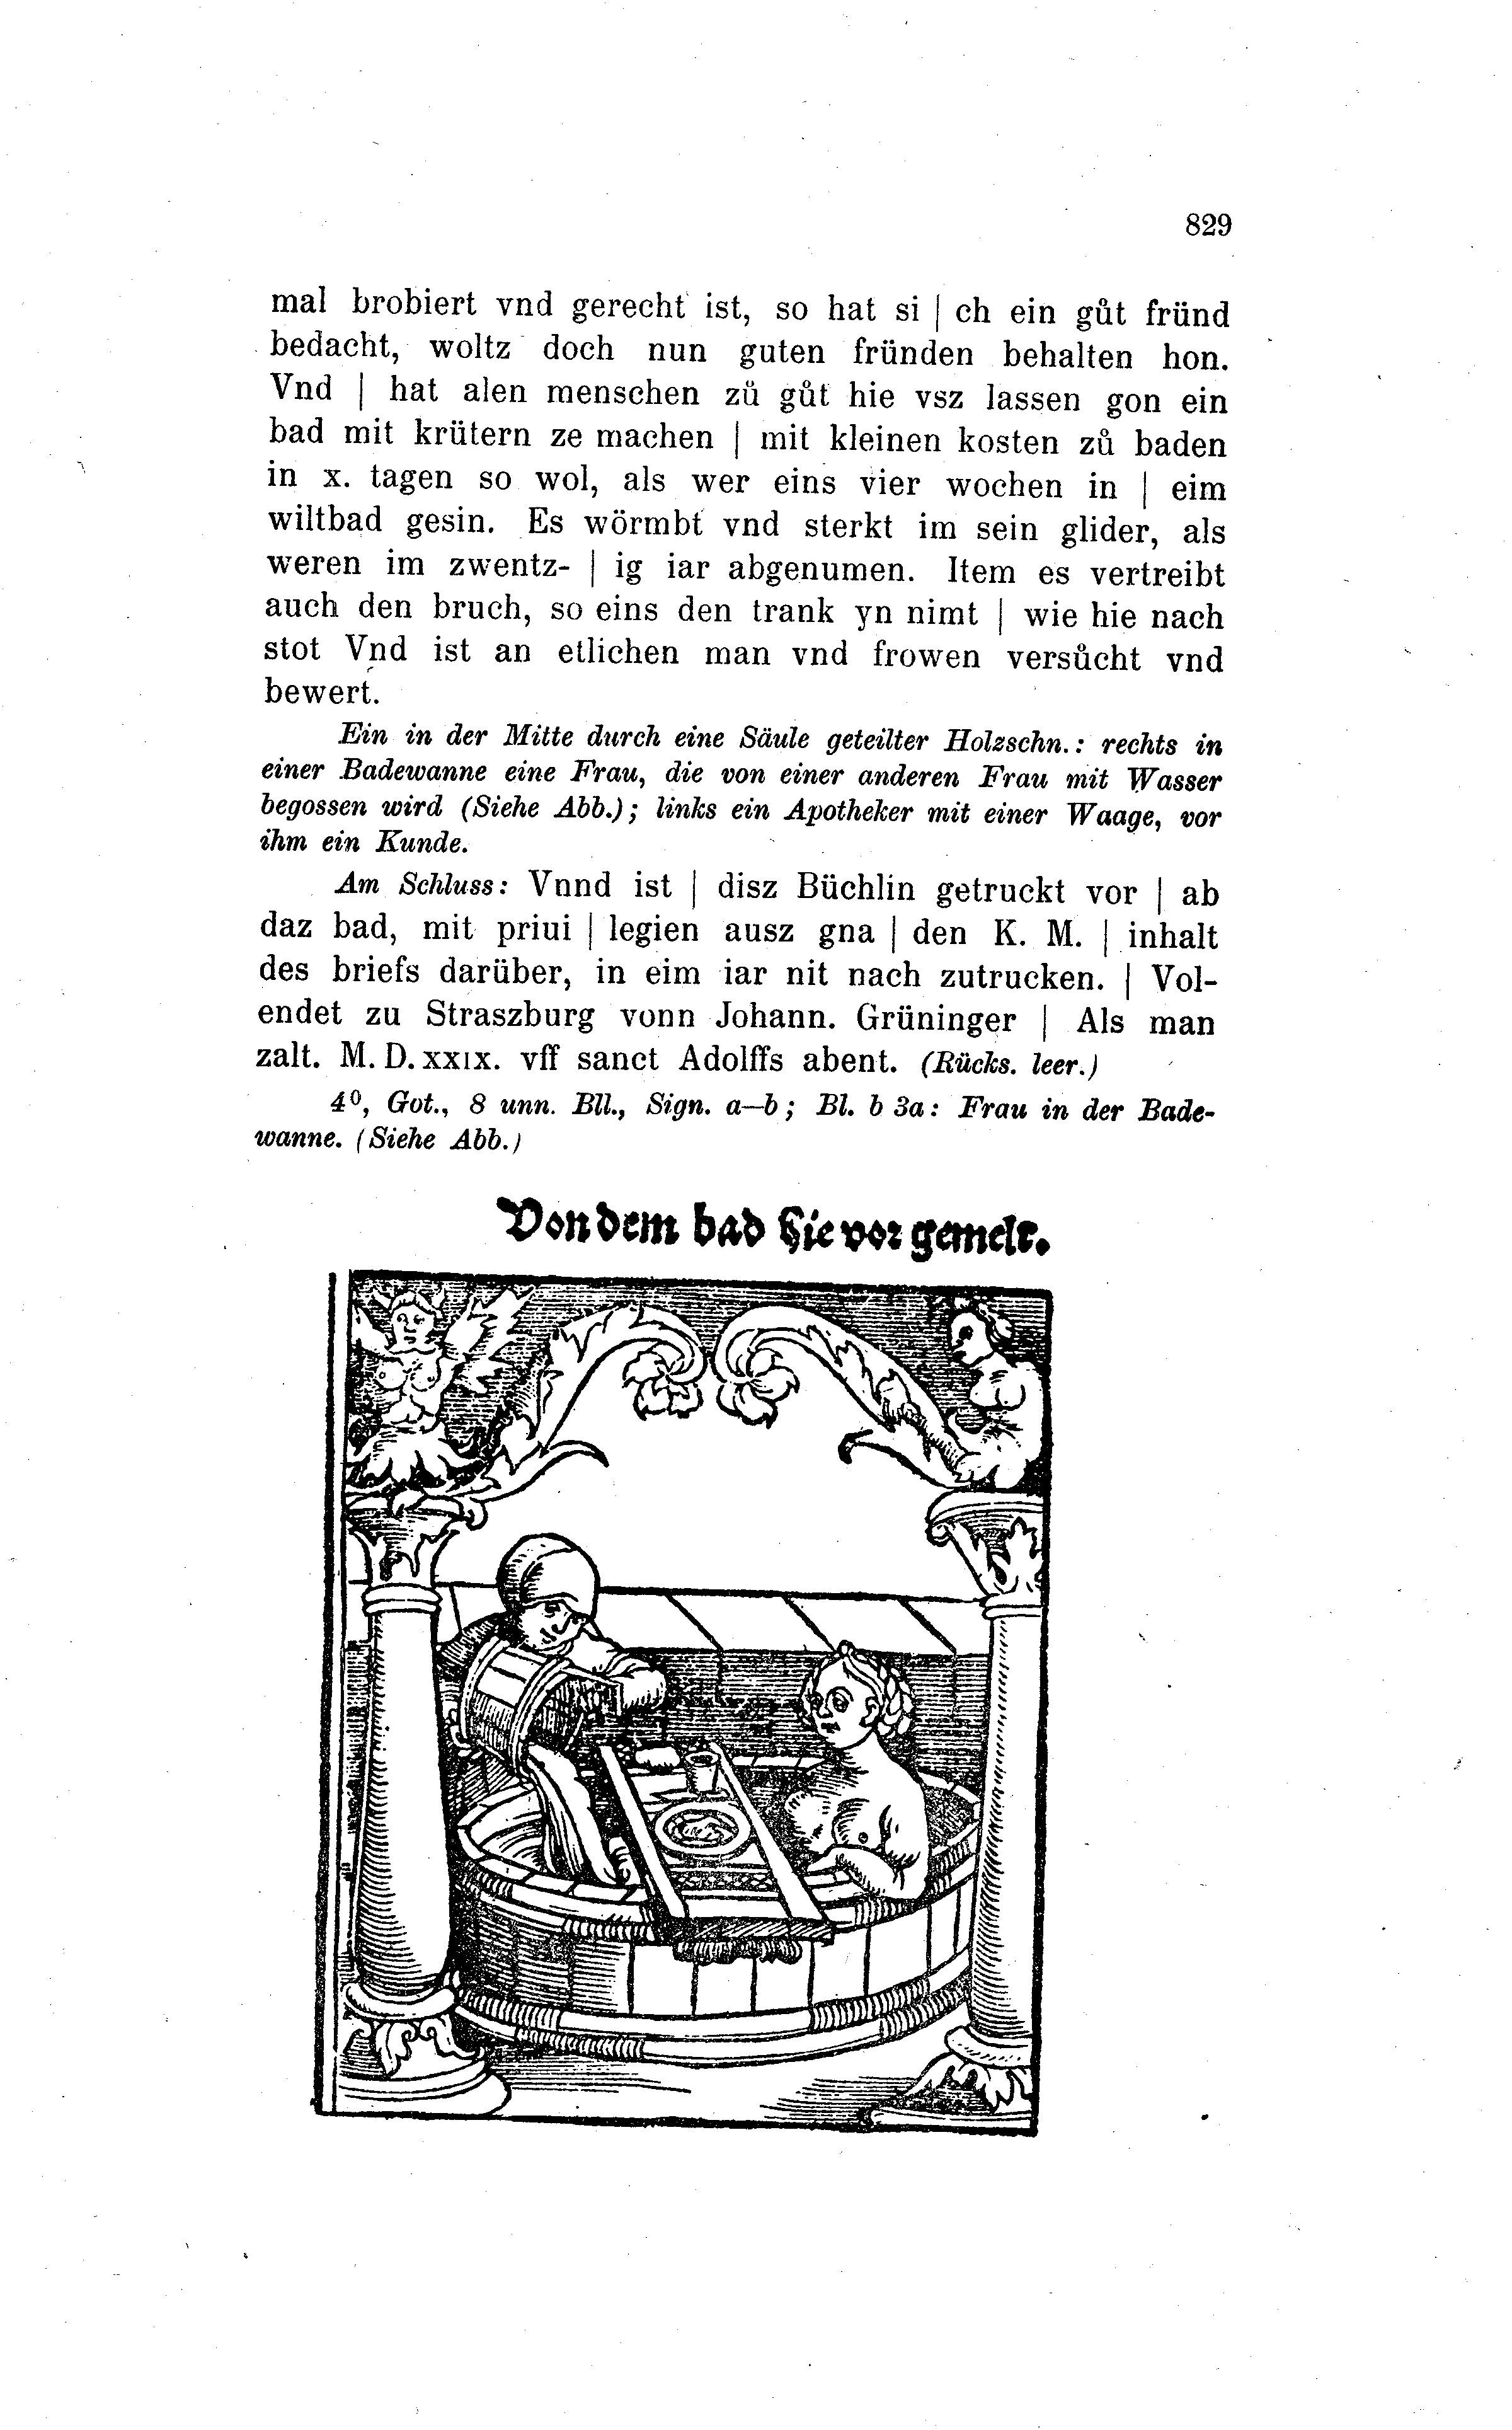 829
mal brobiert vnd gerecht ist, so hat si | ch ein gůt fründ
bedacht, woltz doch nun guten fründen behalten hon.
Vnd | hat alen menschen zů gůt hie vsz lassen gon ein
bad mit krütern ze machen | mit kleinen kosten zů baden
in x. tagen so wol, als wer eins vier wochen in | eim
wiltbad gesin. Es wörmbt vnd sterkt im sein glider, als
weren im zwentz- | ig iar abgenumen. Item es vertreibt
auch den bruch, so eins den trank yn nimt | wie hie nach
stot Vnd ist an etlichen man vnd frowen versůcht vnd
bewert.
Ein in der Mitte durch eine Säule geteilter Holzschn.: rechts in
einer Badewanne eine Frau, die von einer anderen Frau mit Wasser
begossen wird (Siehe Abb.); links ein Apotheker mit einer Waage, vor
ihm ein Kunde.
Am Schluss: Vnnd ist | disz Büchlin getruckt vor | ab
daz bad, mit priui | legien ausz gna | den K. M. | inhalt
des briefs darüber, in eim iar nit nach zutrucken. | Vol-
endet zu Straszburg vonn Johann. Grüninger | Als man
zalt. M. D. XXIX. vff sanct Adolffs abent. (Rücks. leer.)
4⁰, Got., 8 unn. Bll., Sign. a—b; Bl. b 3a: Frau in der Bade-
wanne. (Siehe Abb.)
Von dem bad hie vor gemelt.